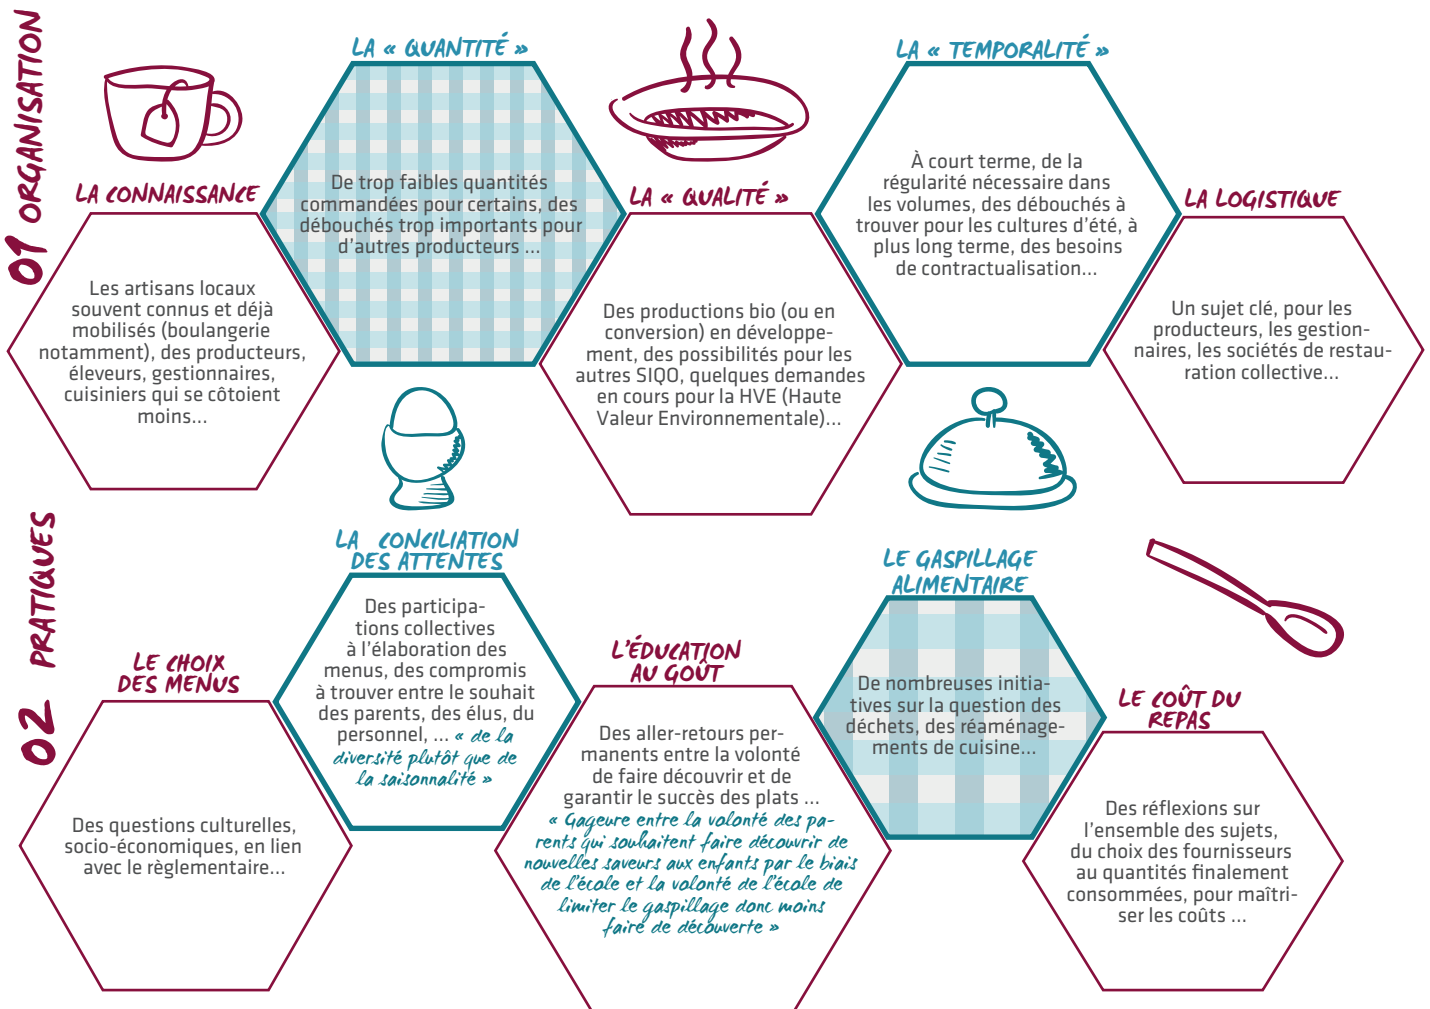 01 ORGANISATION
LA CONNAISSANCE
Les artisans locaux
souvent connus et déjà
mobilisés (boulangerie
notamment), des producteurs,
éleveurs, gestionnaires,
cuisiniers qui se côtoient
moins...
LA « QUANTITÉ »
De trop faibles quantités
commandées pour certains, des
débouchés trop importants pour
d'autres producteurs ...
LA « QUALITÉ »
Des productions bio (ou en
conversion) en développe-
ment, des possibilités pour les
autres SIQO, quelques demandes
en cours pour la HVE (Haute
Valeur Environnementale)...
LA « TEMPORALITÉ »
À court terme, de la
régularité nécessaire dans
les volumes, des débouchés à
trouver pour les cultures d'été, à
plus long terme, des besoins
de contractualisation...
LA LOGISTIQUE
Un sujet clé, pour les
producteurs, les gestion-
naires, les sociétés de restau-
ration collective...
02 PRATIQUES
LE CHOIX
DES MENUS
Des questions culturelles,
socio-économiques, en lien
avec le règlementaire...
LA CONCILIATION
DES ATTENTES
Des participa-
tions collectives
à l'élaboration des
menus, des compromis
à trouver entre le souhait
des parents, des élus, du
personnel, ... « de la
diversité plutôt que de
la saisonnalité »
L'ÉDUCATION
AU GOÛT
Des aller-retours per-
manents entre la volonté
de faire découvrir et de
garantir le succès des plats ...
« Gageure entre la volonté des pa-
rents qui souhaitent faire découvrir de
nouvelles saveurs aux enfants par le biais
de l'école et la volonté de l'école de
limiter le gaspillage donc moins
faire de découverte »
LE GASPILLAGE
ALIMENTAIRE
De nombreuses initia-
tives sur la question des
déchets, des réaménage-
ments de cuisine...
LE COÛT DU
REPAS
Des réflexions sur
l'ensemble des sujets,
du choix des fournisseurs
au quantités finalement
consommées, pour maîtri-
ser les coûts ...